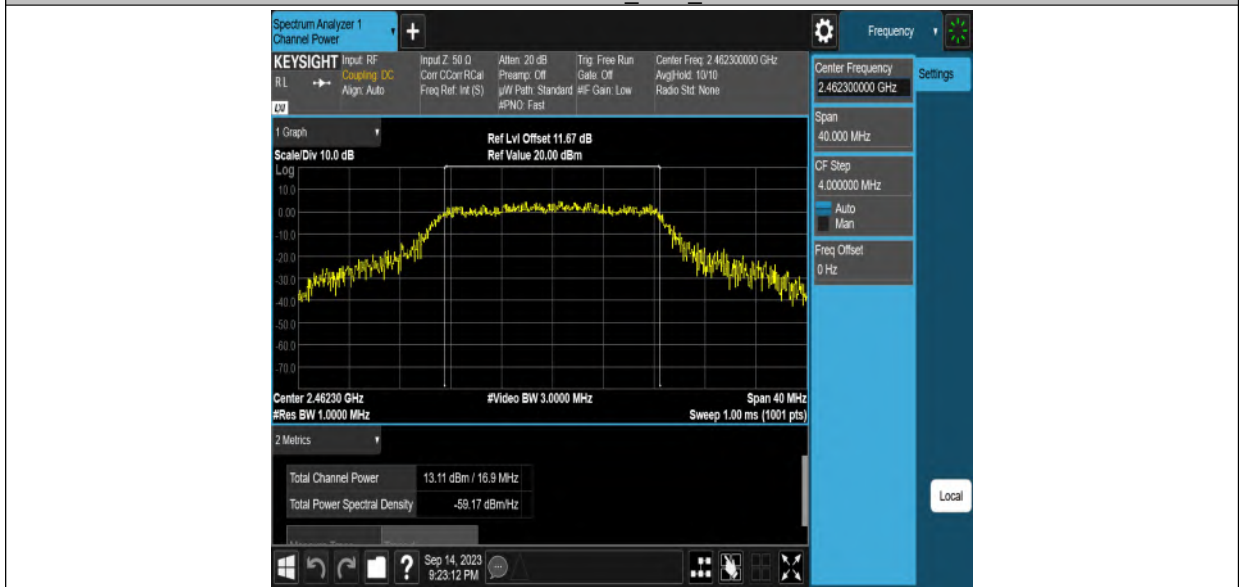 Spectrum Analyzer 1
Channel Power
+
Frequency
KEYSIGHT
RL
LXI
Input: RF
Coupling: DC
Align: Auto
Input Z: 50 Ω
Corr CCorr RCal
Freq Ref: Int (S)
Atten: 20 dB
Preamp: Off
µW Path: Standard
#PNO: Fast
Trig: Free Run
Gate: Off
#IF Gain: Low
Center Freq: 2.462300000 GHz
Avg|Hold: 10/10
Radio Std: None
Center Frequency
2.462300000 GHz
Settings
Span
40.000 MHz
CF Step
4.000000 MHz
Auto
Man
Freq Offset
0 Hz
1 Graph
Scale/Div 10.0 dB
Ref Lvl Offset 11.67 dB
Ref Value 20.00 dBm
Log
10.0
0.00
-10.0
-20.0
-30.0
-40.0
-50.0
-60.0
-70.0
Center 2.46230 GHz
#Video BW 3.0000 MHz
Span 40 MHz
#Res BW 1.0000 MHz
Sweep 1.00 ms (1001 pts)
2 Metrics
Total Channel Power 13.11 dBm / 16.9 MHz
Total Power Spectral Density -59.17 dBm/Hz
Local
?
Sep 14, 2023
9:23:12 PM